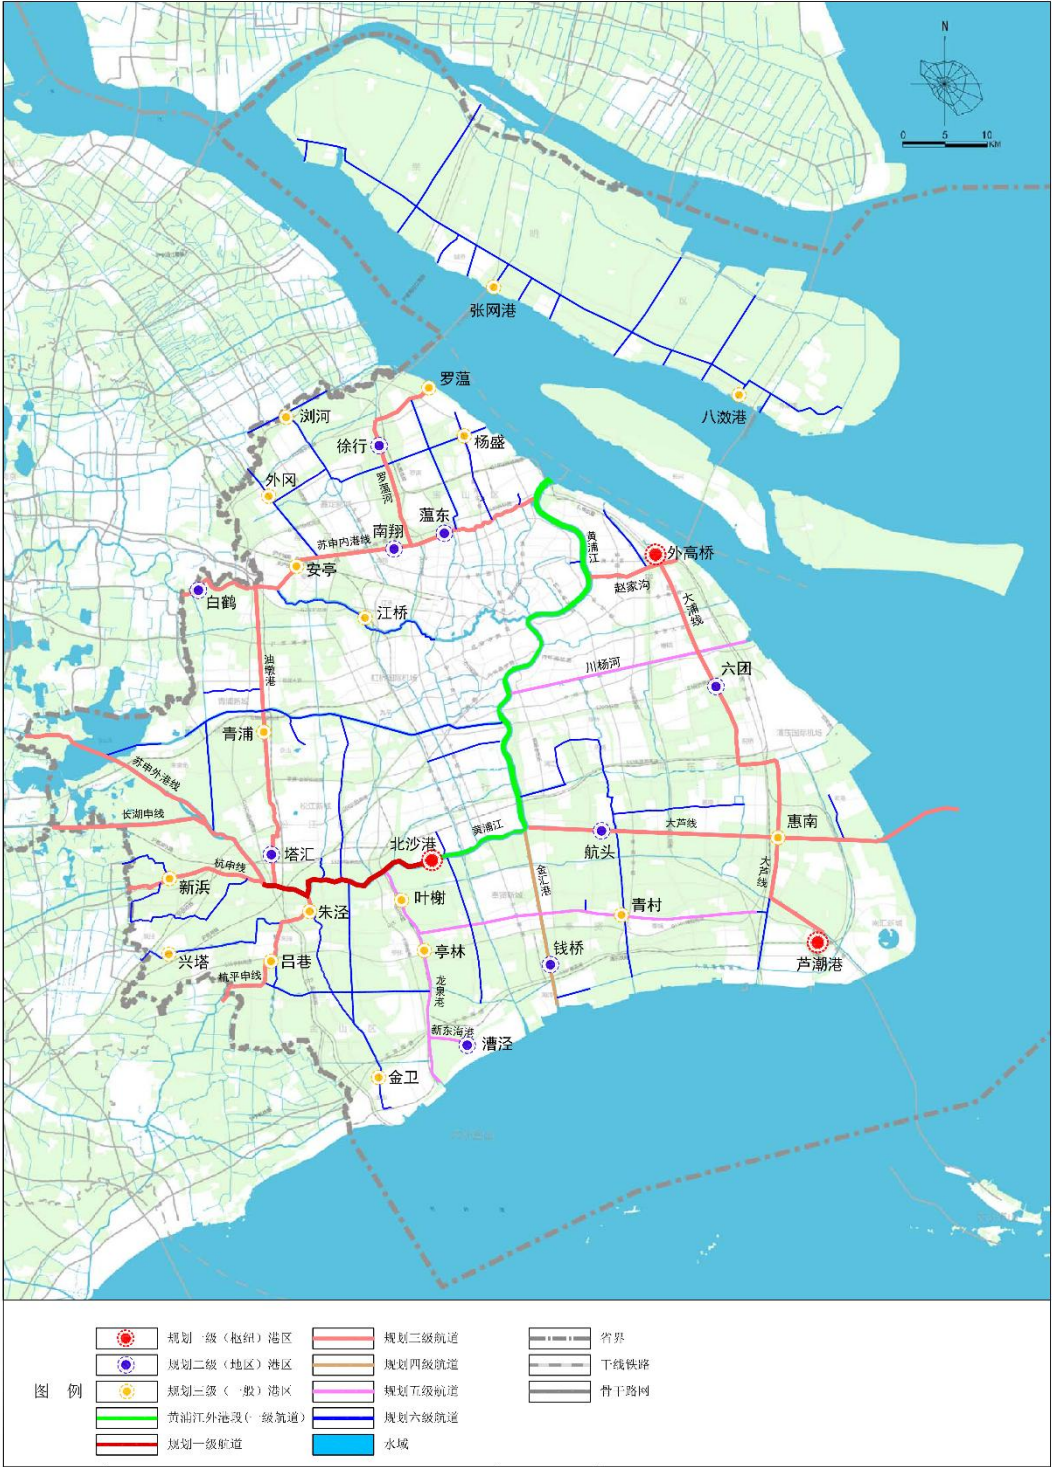 N
0 5 10
KM
张网港
八滧港
罗蕰
浏河
徐行
杨盛
外冈
罗蕰河
蕰东
南翔
苏申内港线
黄浦江
外高桥
安亭
赵家沟
白鹤
大浦线
江桥
川杨河
六团
油墩港
青浦
苏申外港线
长湖申线
黄浦江
大芦线
惠南
北沙港
航头
塔汇
杭申线
金汇港
大芦线
新浜
叶榭
朱泾
青村
亭林
钱桥
芦潮港
兴塔
吕巷
杭平申线
龙泉港
新东海港
漕泾
金卫
图 例
规划一级（枢纽）港区
规划二级（地区）港区
规划三级（一般）港区
黄浦江外港段(一级航道)
规划一级航道
规划三级航道
规划四级航道
规划五级航道
规划六级航道
水域
省界
干线铁路
骨干路网